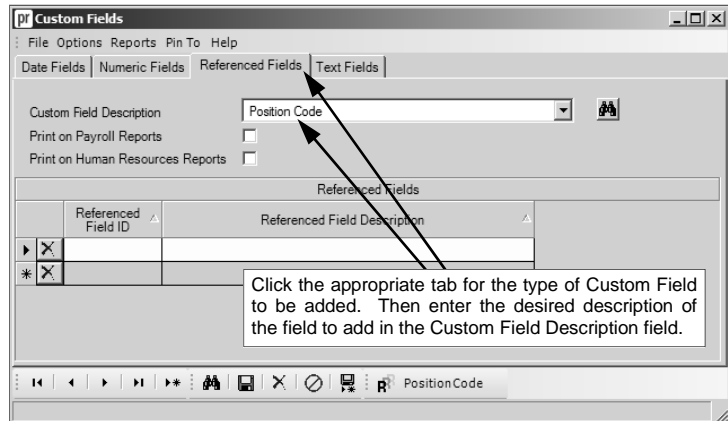 pr Custom Fields
File Options Reports Pin To Help
Date Fields Numeric Fields Referenced Fields Text Fields
Custom Field Description Position Code
Print on Payroll Reports
Print on Human Resources Reports
Referenced Fields
Referenced Field ID Referenced Field Description
Click the appropriate tab for the type of Custom Field
to be added. Then enter the desired description of
the field to add in the Custom Field Description field.
R PositionCode